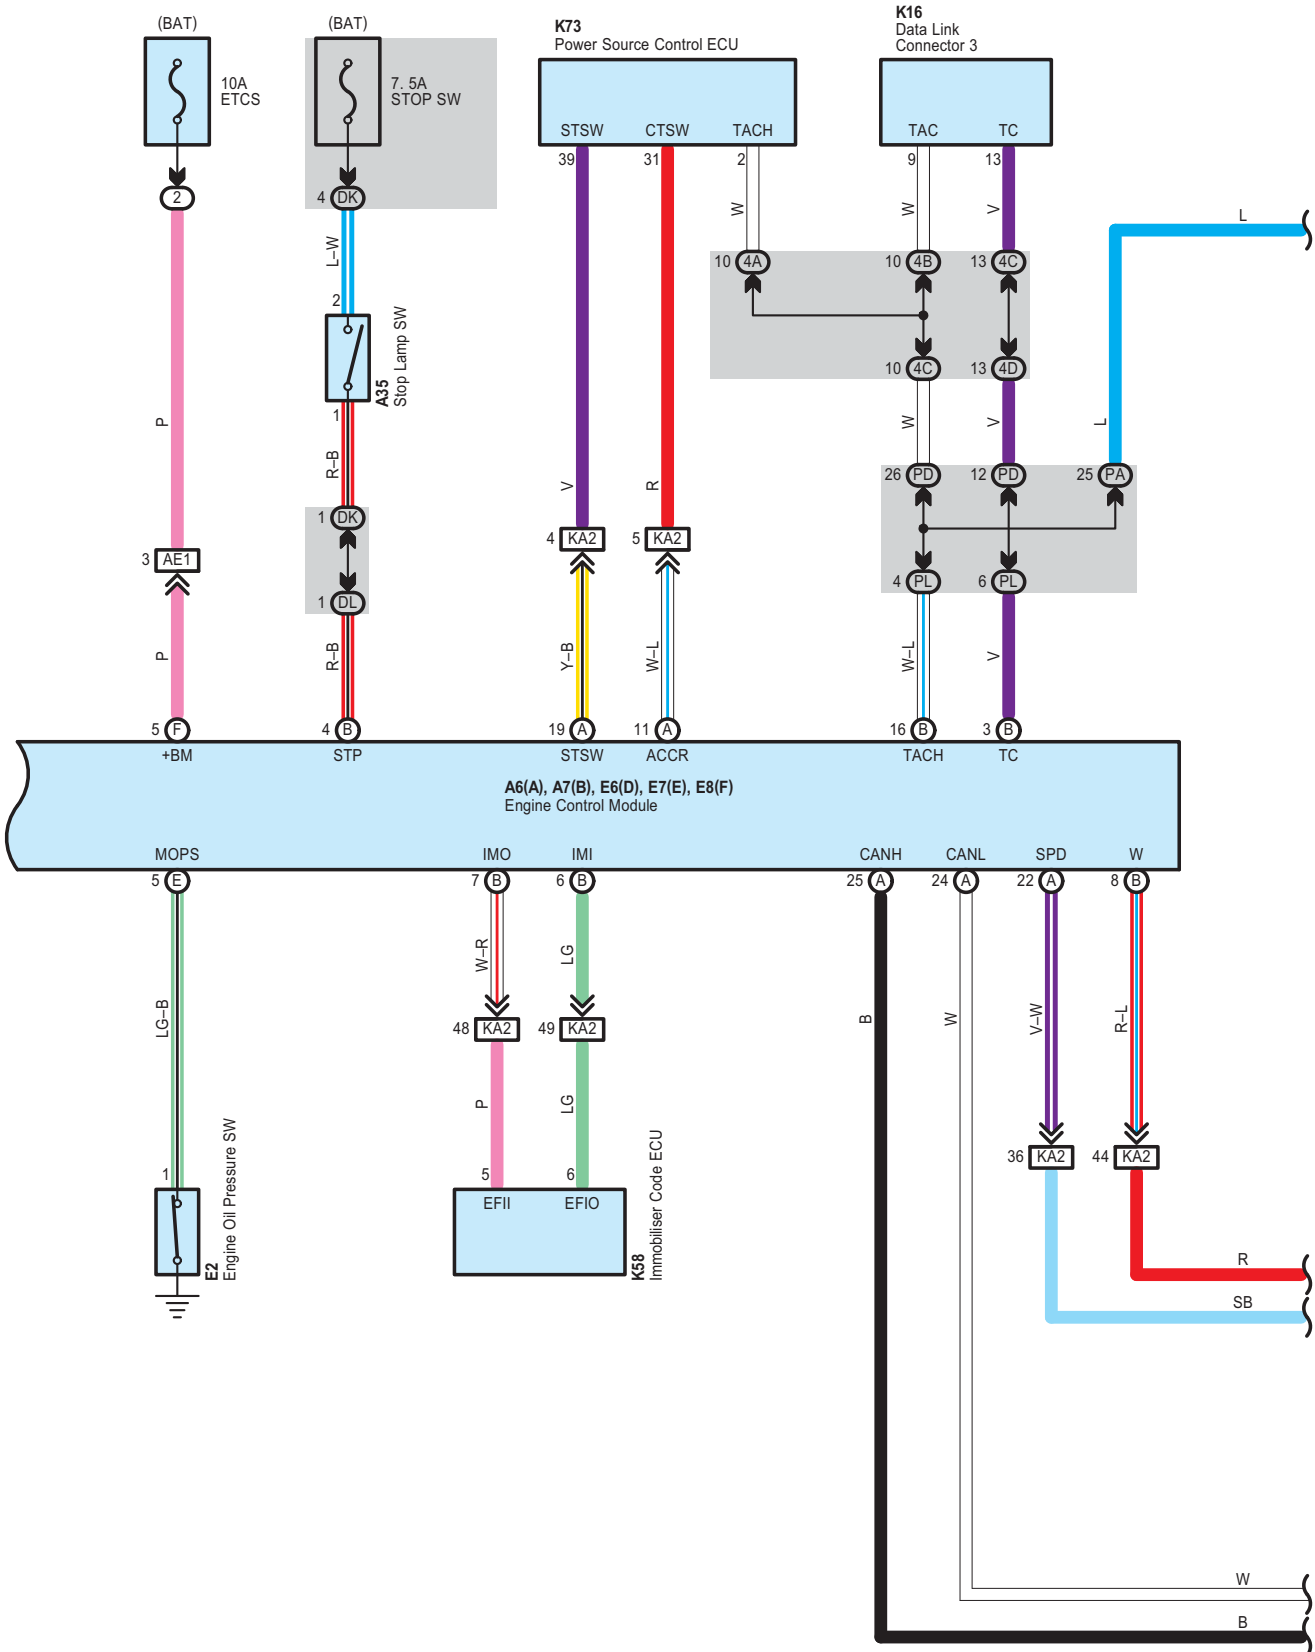 (BAT)
10A
ETCS
2
P
3 AE1
P
5 F
+BM
(BAT)
7. 5A
STOP SW
4 DK
L–W
2
A35
Stop Lamp SW
1
R–B
1 DK
1 DL
R–B
4 B
STP
K73
Power Source Control ECU
STSW CTSW TACH
39 31 2
V R W
4 KA2 5 KA2
Y–B W–L
19 A 11 A
STSW ACCR
K16
Data Link
Connector 3
TAC TC
9 13
W V
10 4A 10 4B 13 4C
10 4C 13 4D
W V L
L
26 PD 12 PD 25 PA
4 PL 6 PL
W–L V
16 B 3 B
TACH TC
A6(A), A7(B), E6(D), E7(E), E8(F)
Engine Control Module
MOPS IMO IMI CANH CANL SPD W
5 E 7 B 6 B 25 A 24 A 22 A 8 B
LG–B
1
E2
Engine Oil Pressure SW
W–R LG
48 KA2 49 KA2
P LG
5 6
EFII EFIO
K58
Immobiliser Code ECU
B W V–W R–L
36 KA2 44 KA2
R
SB
W
B